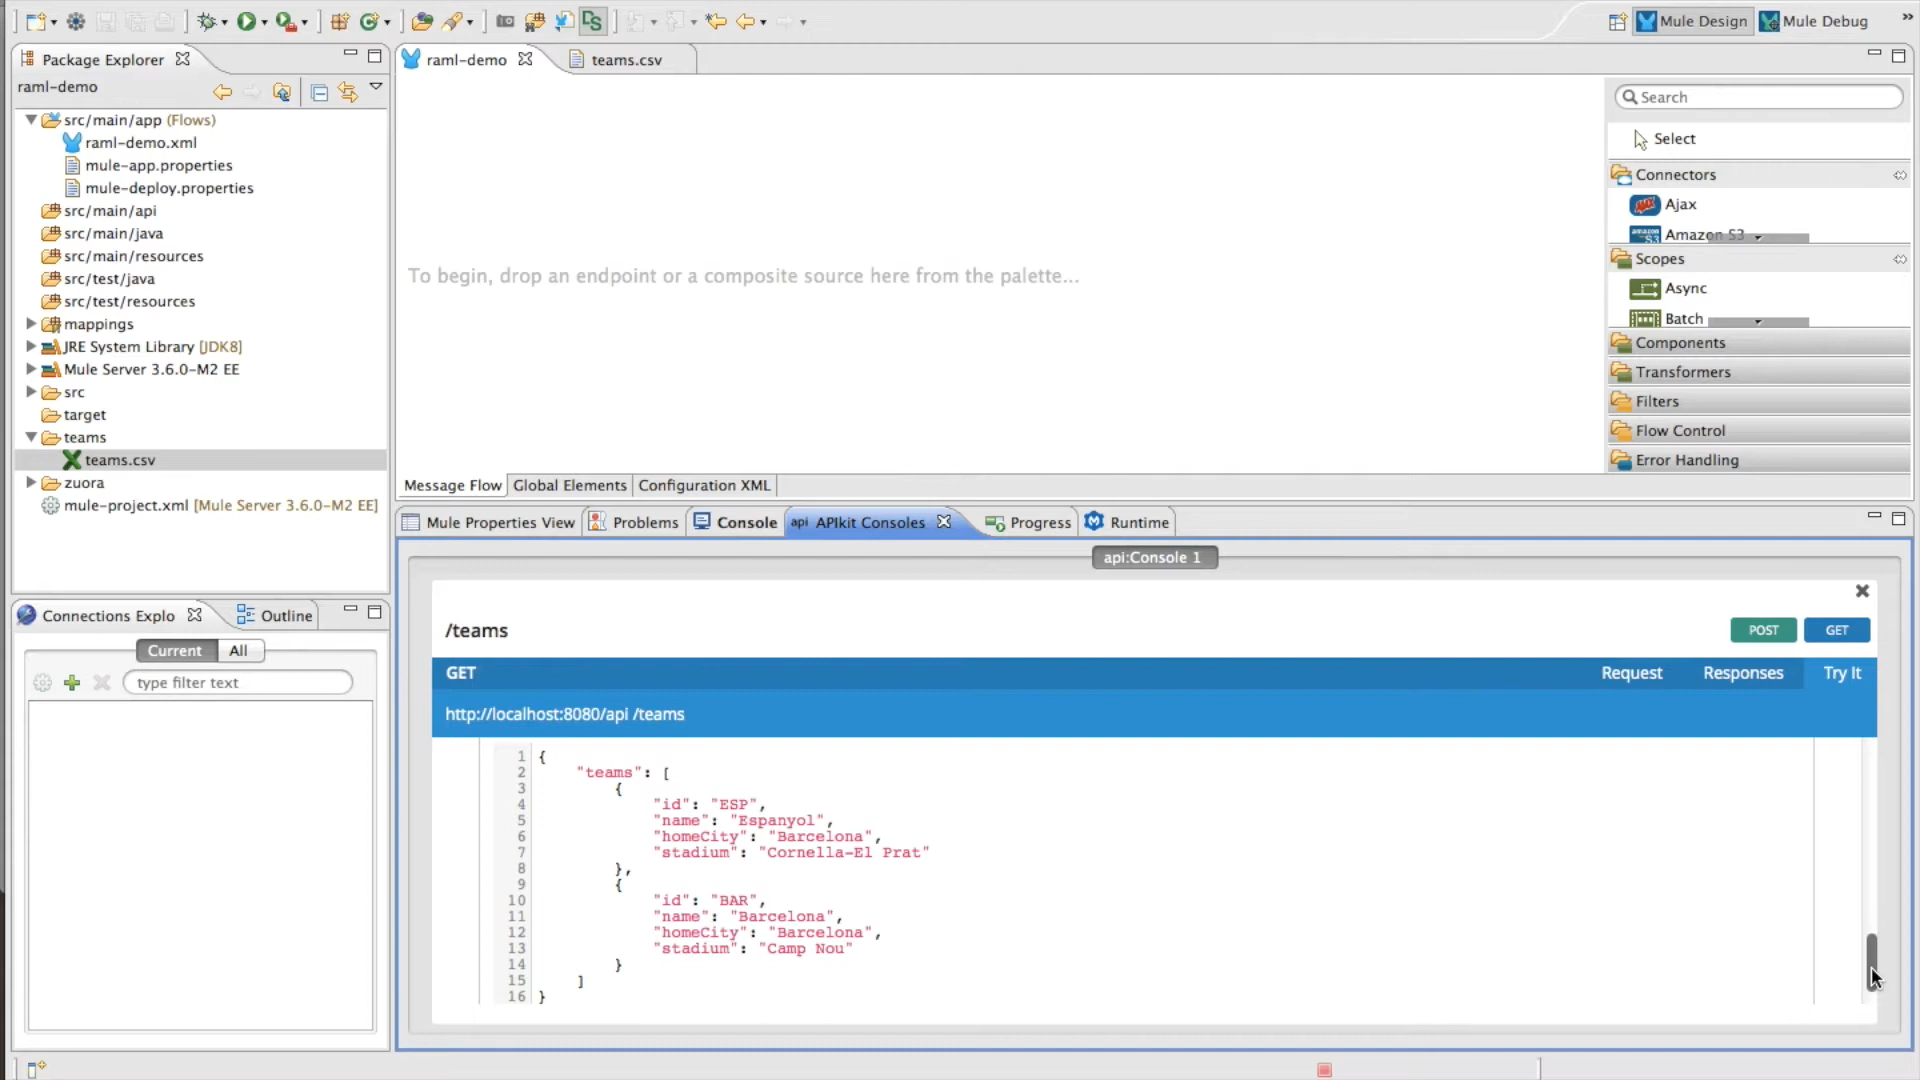 Mule Design
Mule Debug
»
Package Explorer
raml-demo
teams.csv
raml-demo
src/main/app (Flows)
raml-demo.xml
mule-app.properties
mule-deploy.properties
src/main/api
src/main/java
src/main/resources
src/test/java
src/test/resources
mappings
JRE System Library [JDK8]
Mule Server 3.6.0-M2 EE
src
target
teams
teams.csv
zuora
mule-project.xml [Mule Server 3.6.0-M2 EE]
To begin, drop an endpoint or a composite source here from the palette...
Search
Select
Connectors
Ajax
Amazon S3
Scopes
Async
Batch
Components
Transformers
Filters
Flow Control
Error Handling
Message Flow
Global Elements
Configuration XML
Mule Properties View
Problems
Console
api APIkit Consoles
Progress
Runtime
Connections Explo
Outline
Current
All
type filter text
api:Console 1
/teams
POST
GET
GET
Request
Responses
Try It
http://localhost:8080/api /teams
1 {
2 "teams": [
3 {
4 "id": "ESP",
5 "name": "Espanyol",
6 "homeCity": "Barcelona",
7 "stadium": "Cornella-El Prat"
8 },
9 {
10 "id": "BAR",
11 "name": "Barcelona",
12 "homeCity": "Barcelona",
13 "stadium": "Camp Nou"
14 }
15 ]
16 }